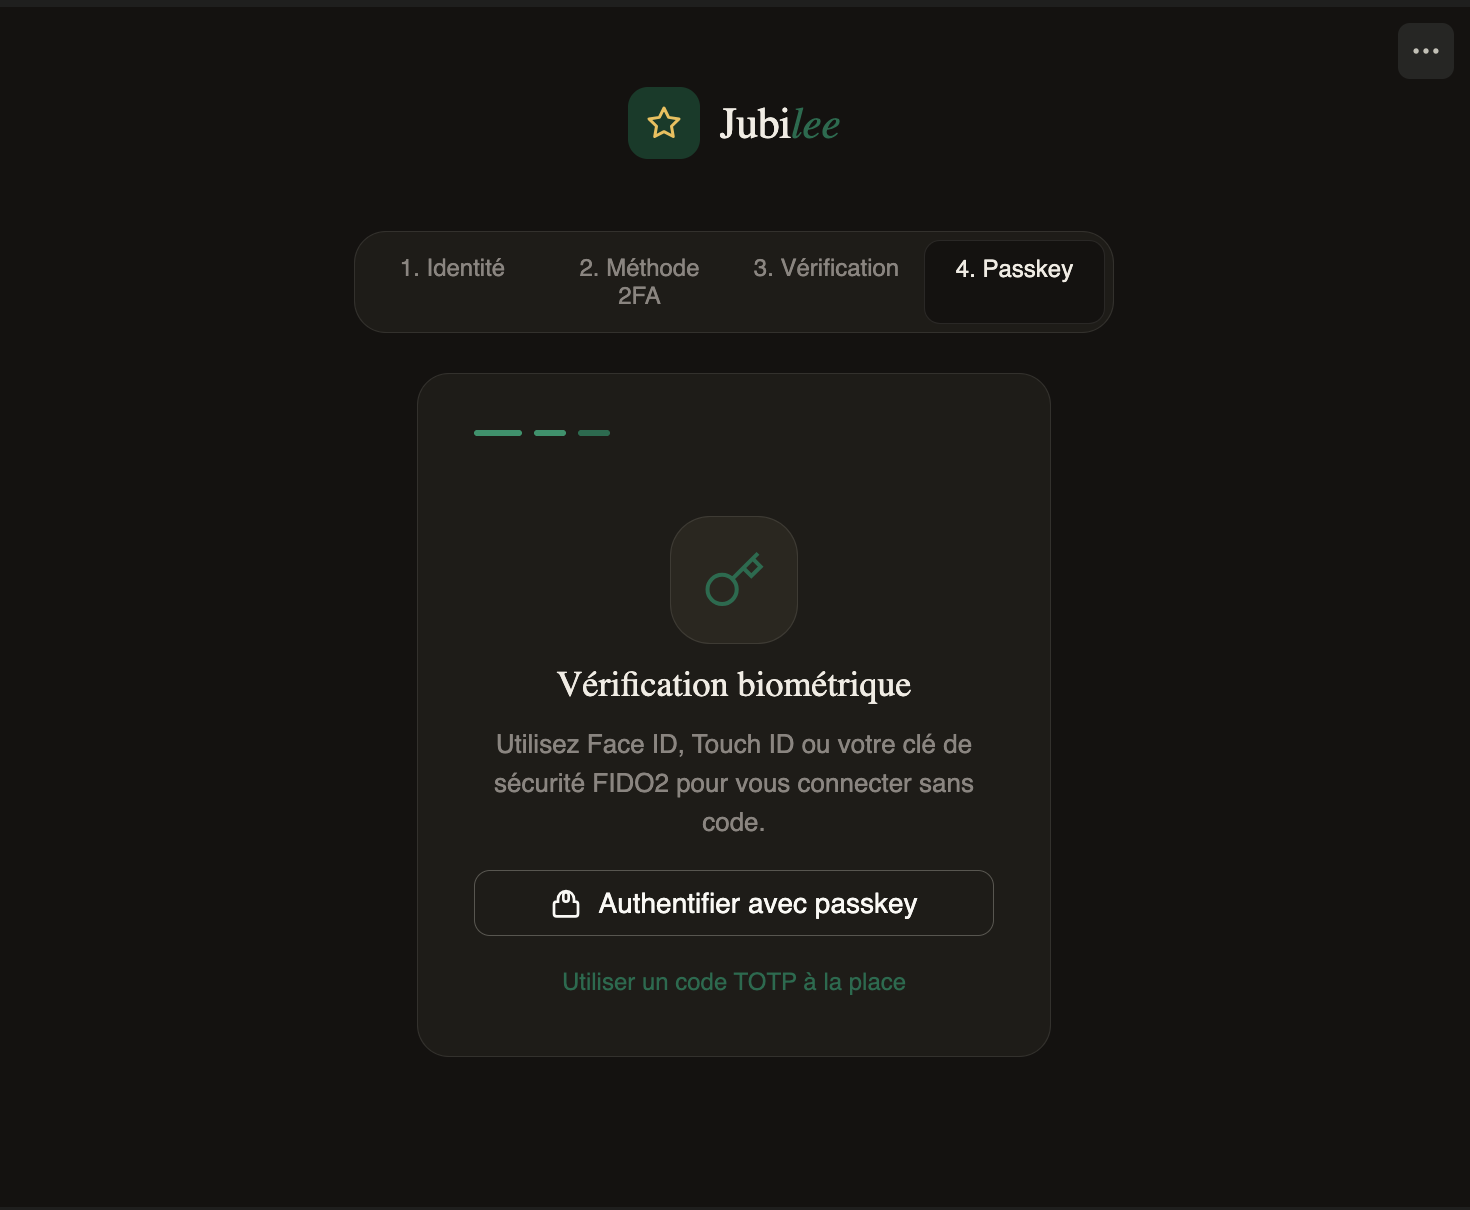 Jubilee
1. Identité
2. Méthode
2FA
3. Vérification
4. Passkey
Vérification biométrique
Utilisez Face ID, Touch ID ou votre clé de
sécurité FIDO2 pour vous connecter sans
code.
Authentifier avec passkey
Utiliser un code TOTP à la place